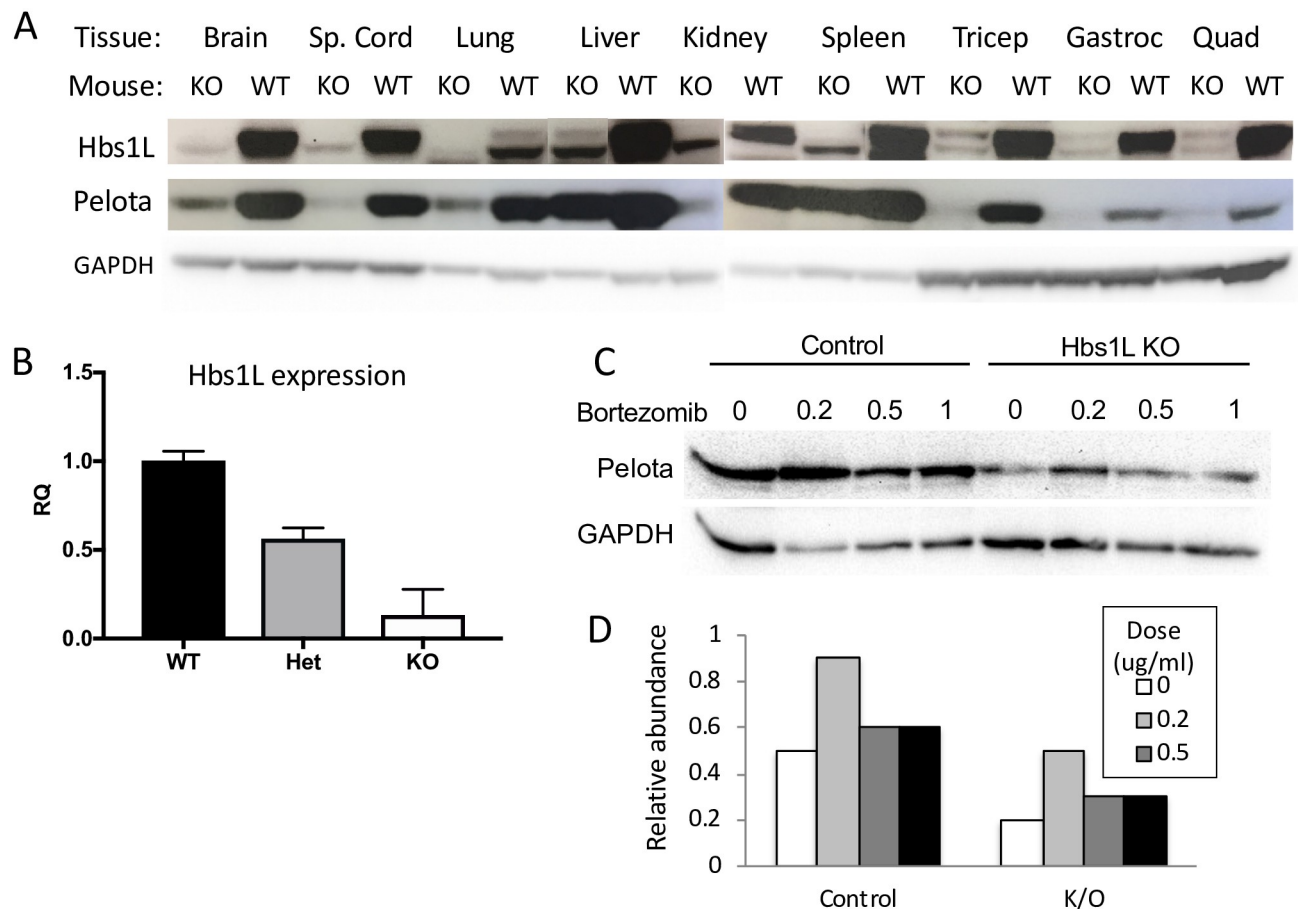 A
Tissue: Brain Sp. Cord Lung Liver Kidney Spleen Tricep Gastroc Quad
Mouse: KO WT KO WT KO WT KO WT KO WT KO WT KO WT KO WT KO WT
Hbs1L
Pelota
GAPDH
B
Hbs1L expression
1.5
1.0
0.5
0.0
RQ
WT Het KO
C
Control Hbs1L KO
Bortezomib 0 0.2 0.5 1 0 0.2 0.5 1
Pelota
GAPDH
D
Relative abundance
1
0.8
0.6
0.4
0.2
0
Control K/O
Dose
(ug/ml)
0
0.2
0.5